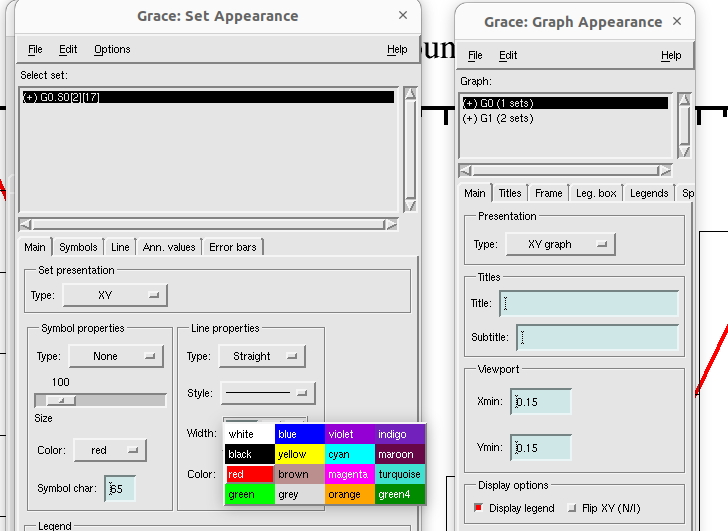 Grace: Set Appearance
File Edit Options Help
Select set:
(+) G0.S0[2][17]
Main Symbols Line Ann. values Error bars
Set presentation
Type: XY
Symbol properties
Type: None
100
Size
Color: red
Symbol char: 65
Line properties
Type: Straight
Style:
Width:
Color:
white blue violet indigo
black yellow cyan maroon
red brown magenta turquoise
green grey orange green4
Legend
oun
Grace: Graph Appearance
File Edit Help
Graph:
(+) G0 (1 sets)
(+) G1 (2 sets)
Main Titles Frame Leg. box Legends Sp
Presentation
Type: XY graph
Titles
Title:
Subtitle:
Viewport
Xmin: 0.15
Ymin: 0.15
Display options
Display legend Flip XY (N/I)